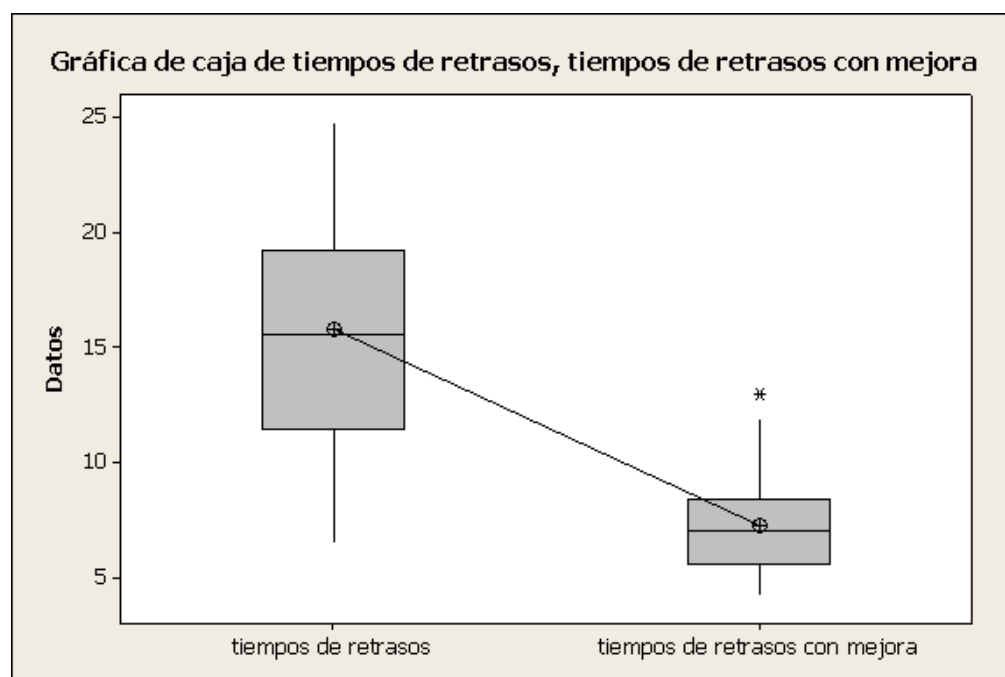 Gráfica de caja de tiempos de retrasos, tiempos de retrasos con mejora
25
20
15
10
5
Datos
tiempos de retrasos
tiempos de retrasos con mejora